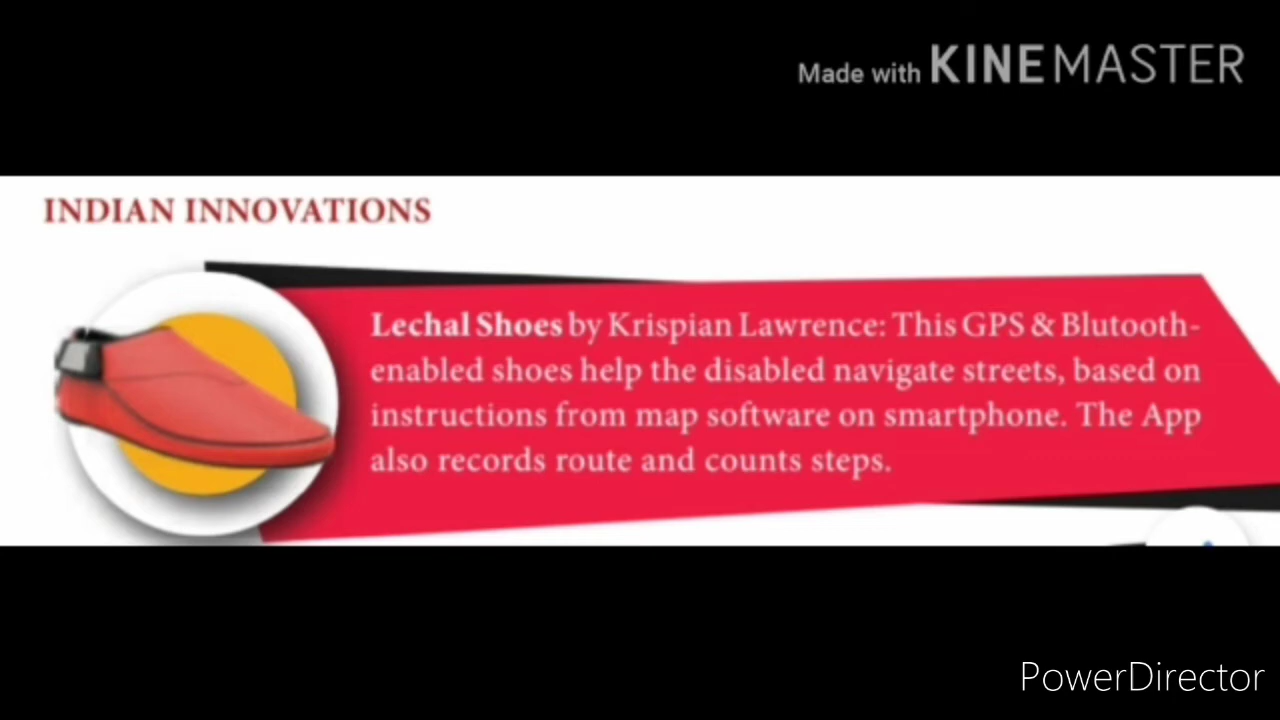 Made with KINEMASTER
INDIAN INNOVATIONS
Lechal Shoes by Krispian Lawrence: This GPS & Blutooth-
enabled shoes help the disabled navigate streets, based on
instructions from map software on smartphone. The App
also records route and counts steps.
PowerDirector